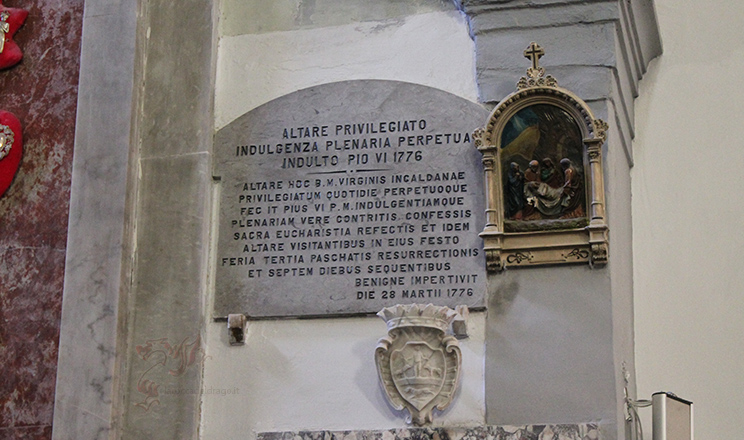 ALTARE PRIVILEGIATO
INDULGENZA PLENARIA PERPETUA
INDULTO PIO VI 1776
ALTARE HOC B.M. VIRGINIS INCALDANAE
PRIVILEGIATUM QUOTIDIE PERPETUOQUE
FEC IT PIUS VI P.M. INDULGENTIAMQUE
PLENARIAM VERE CONTRITIS, CONFESSIS
SACRA EUCHARISTIA REFECTIS ET IDEM
ALTARE VISITANTIBUS IN EIUS FESTO
FERIA TERTIA PASCHATIS RESURRECTIONIS
ET SEPTEM DIEBUS SEQUENTIBUS
BENIGNE IMPERTIVIT
DIE 28 MARTII 1776